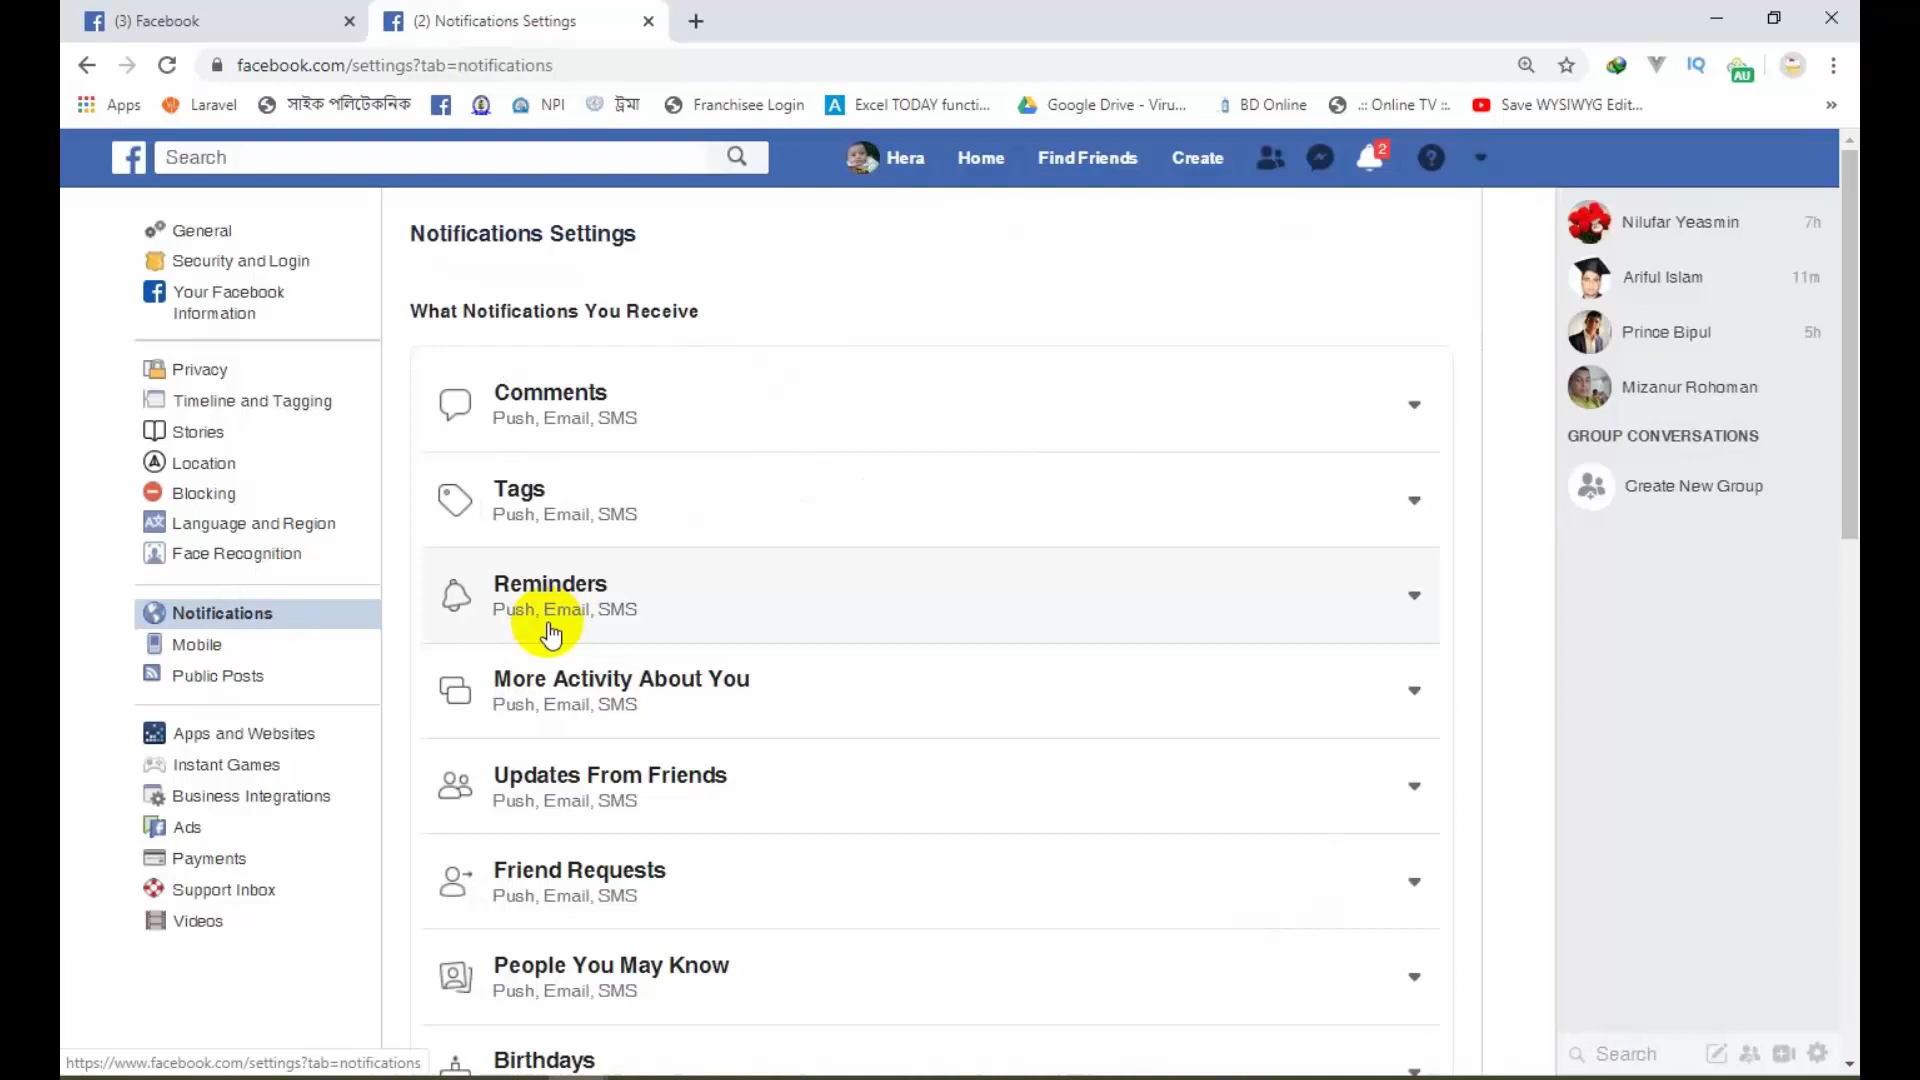 (3) Facebook
(2) Notifications Settings
facebook.com/settings?tab=notifications
IQ
AU
Apps
Laravel
সাইক পলিটেকনিক
NPI
ট্রমা
Franchisee Login
A
Excel TODAY functi...
Google Drive - Viru...
BD Online
.:: Online TV ::.
Save WYSIWYG Edit...
»
Search
Hera
Home
Find Friends
Create
2
General
Security and Login
Your Facebook
Information
Privacy
Timeline and Tagging
Stories
Location
Blocking
Language and Region
Face Recognition
Notifications
Mobile
Public Posts
Apps and Websites
Instant Games
Business Integrations
Ads
Payments
Support Inbox
Videos
Notifications Settings
What Notifications You Receive
Comments
Push, Email, SMS
Tags
Push, Email, SMS
Reminders
Push, Email, SMS
More Activity About You
Push, Email, SMS
Updates From Friends
Push, Email, SMS
Friend Requests
Push, Email, SMS
People You May Know
Push, Email, SMS
Birthdays
Nilufar Yeasmin 7h
Ariful Islam 11m
Prince Bipul 5h
Mizanur Rohoman
GROUP CONVERSATIONS
Create New Group
Search
https://www.facebook.com/settings?tab=notifications